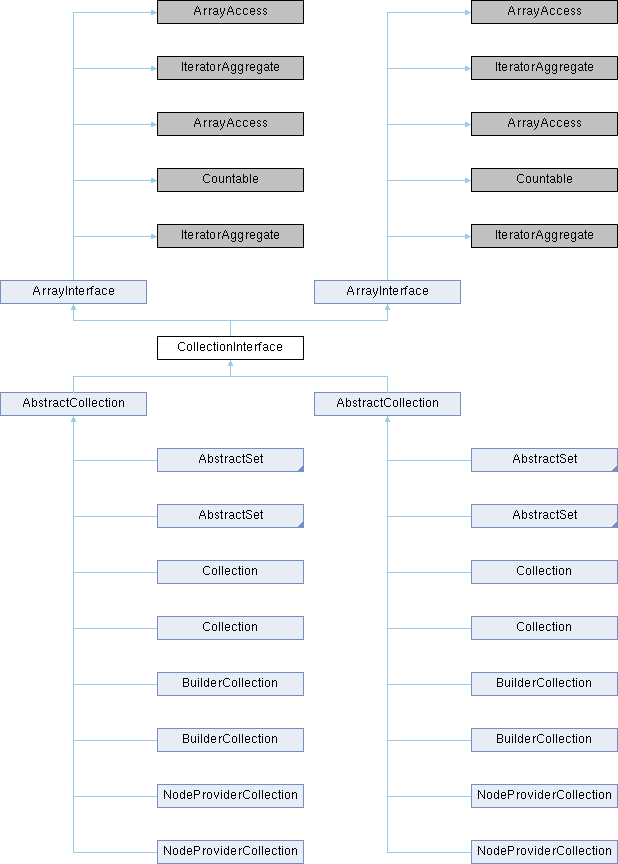 ArrayAccess ArrayAccess
IteratorAggregate IteratorAggregate
ArrayAccess ArrayAccess
Countable Countable
IteratorAggregate IteratorAggregate
ArrayInterface ArrayInterface
CollectionInterface
AbstractCollection AbstractCollection
AbstractSet AbstractSet
AbstractSet AbstractSet
Collection Collection
Collection Collection
BuilderCollection BuilderCollection
BuilderCollection BuilderCollection
NodeProviderCollection NodeProviderCollection
NodeProviderCollection NodeProviderCollection